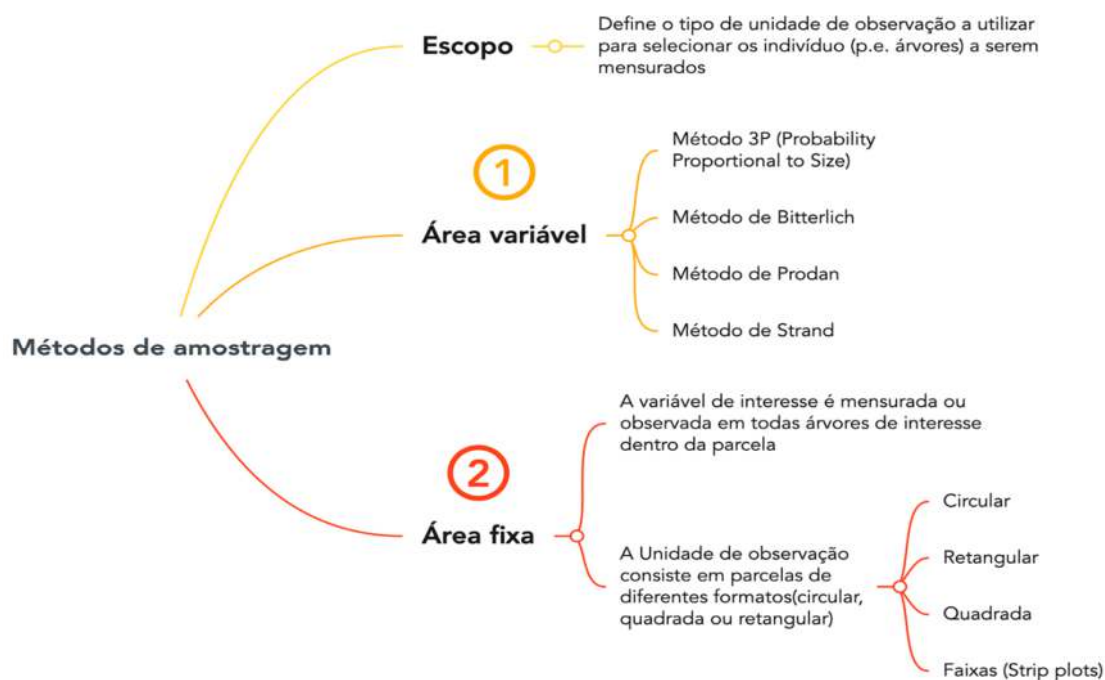 Métodos de amostragem
Escopo
Define o tipo de unidade de observação a utilizar
para selecionar os indivíduo (p.e. árvores) a serem
mensurados
1
Área variável
Método 3P (Probability
Proportional to Size)
Método de Bitterlich
Método de Prodan
Método de Strand
2
Área fixa
A variável de interesse é mensurada ou
observada em todas árvores de interesse
dentro da parcela
A Unidade de observação
consiste em parcelas de
diferentes formatos(circular,
quadrada ou retangular)
Circular
Retangular
Quadrada
Faixas (Strip plots)